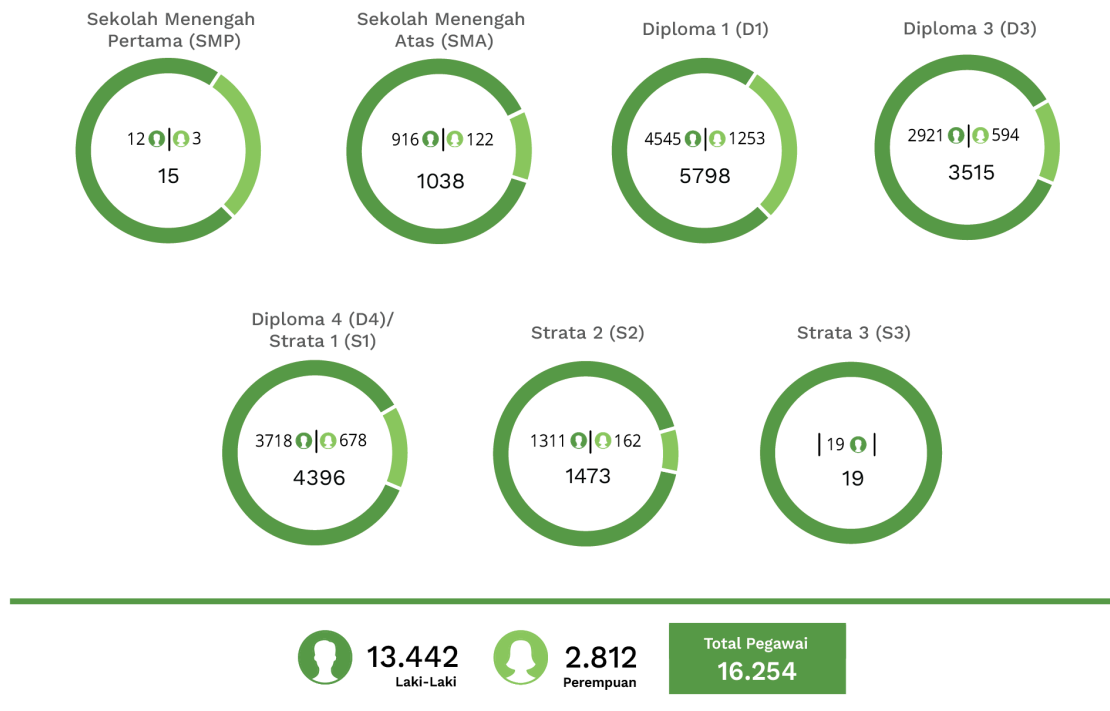 Sekolah Menengah
Pertama (SMP)
Sekolah Menengah
Atas (SMA)
Diploma 1 (D1)
Diploma 3 (D3)
12 | 3
15
916 | 122
1038
4545 | 1253
5798
2921 | 594
3515
Diploma 4 (D4)/
Strata 1 (S1)
Strata 2 (S2)
Strata 3 (S3)
3718 | 678
4396
1311 | 162
1473
| 19 |
19
13.442
Laki-Laki
2.812
Perempuan
Total Pegawai
16.254